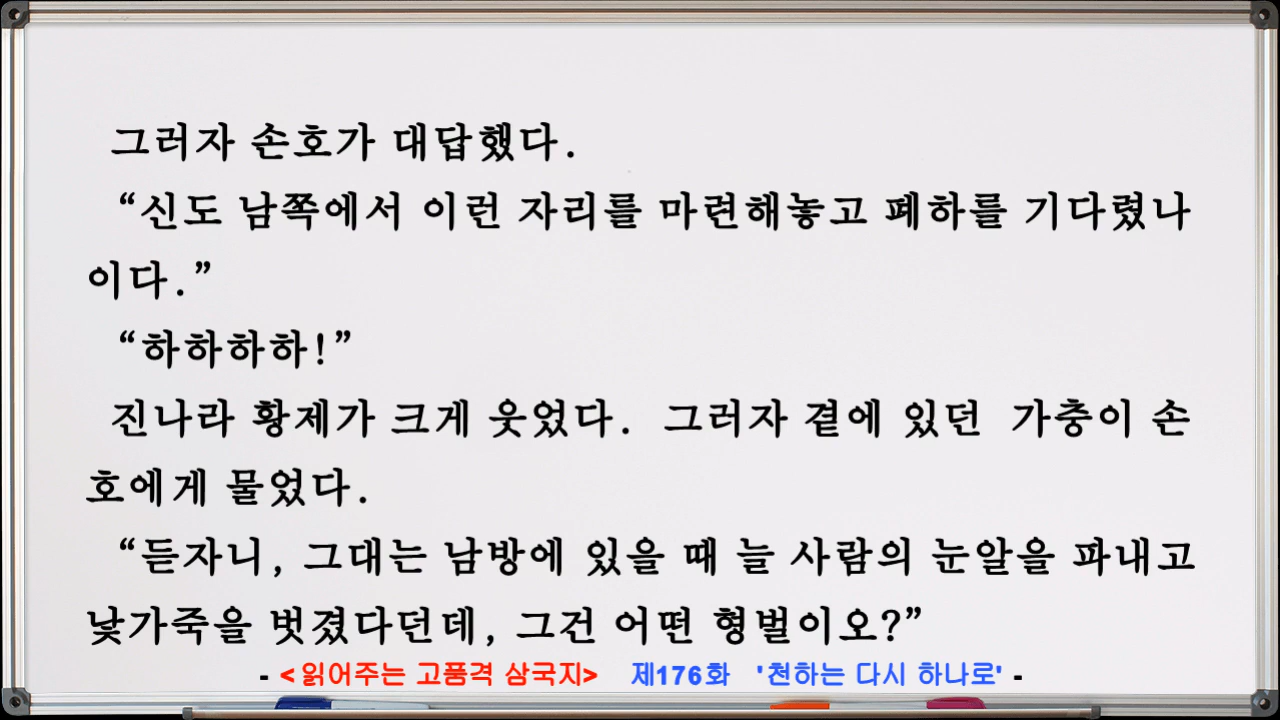 그러자 손호가 대답했다.
“신도 남쪽에서 이런 자리를 마련해놓고 폐하를 기다렸나
이다.”
“하하하하!”
진나라 황제가 크게 웃었다. 그러자 곁에 있던 가충이 손
호에게 물었다.
“듣자니, 그대는 남방에 있을 때 늘 사람의 눈알을 파내고
낯가죽을 벗겼다던데, 그건 어떤 형벌이오?”
- <읽어주는 고품격 삼국지> 제176화 '천하는 다시 하나로' -